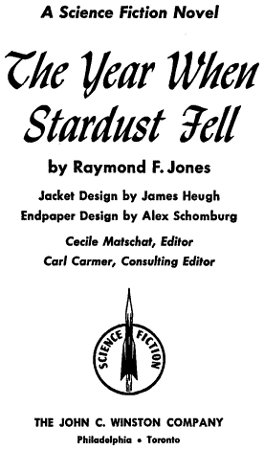 A Science Fiction Novel
The Year When
Stardust Fell
by Raymond F. Jones
Jacket Design by James Heugh
Endpaper Design by Alex Schomburg
Cecile Matschat, Editor
Carl Carmer, Consulting Editor
SCIENCE FICTION
THE JOHN C. WINSTON COMPANY
Philadelphia • Toronto